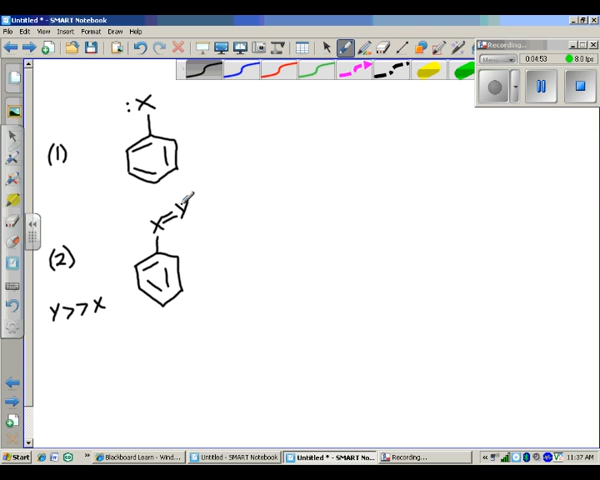 Untitled * - SMART Notebook
File Edit View Insert Format Draw Help
Recording...
Menu
0:04:53
8.0 fps
: X
(1)
X=Y
(2)
Y>>X
Start
Blackboard Learn - Wind...
Untitled - SMART Notebook
Untitled * - SMART No...
Recording...
11:37 AM